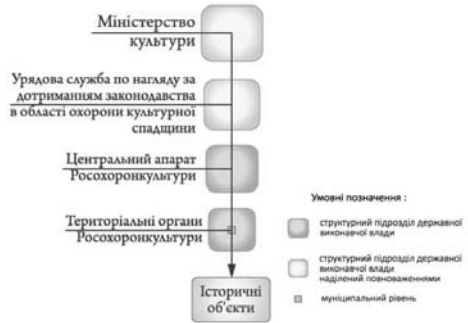 Міністерство
культури
Урядова служба по нагляду за
дотриманням законодавства
в області охорони культурної
спадщини
Центральний апарат
Росохоронкультури
Територіальні органи
Росохоронкультури
Історичні
об'єкти
Умовні позначення :
структурний підрозділ державної
виконавчої влади
структурний підрозділ державної
виконавчої влади
наділений повноваженнями
муніципальний рівень